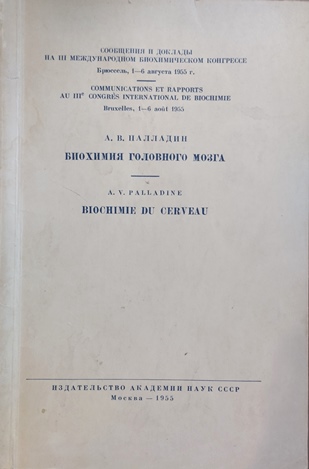 СООБЩЕНИЯ И ДОКЛАДЫ
НА III МЕЖДУНАРОДНОМ БИОХИМИЧЕСКОМ КОНГРЕССЕ
Брюссель, 1—6 августа 1955 г.
COMMUNICATIONS ET RAPPORTS
AU IIIᵉ CONGRÈS INTERNATIONAL DE BIOCHIMIE
Bruxelles, 1—6 août 1955
А. В. ПАЛЛАДИН
БИОХИМИЯ ГОЛОВНОГО МОЗГА
A. V. PALLADINE
BIOCHIMIE DU CERVEAU
ИЗДАТЕЛЬСТВО АКАДЕМИИ НАУК СССР
Москва — 1955